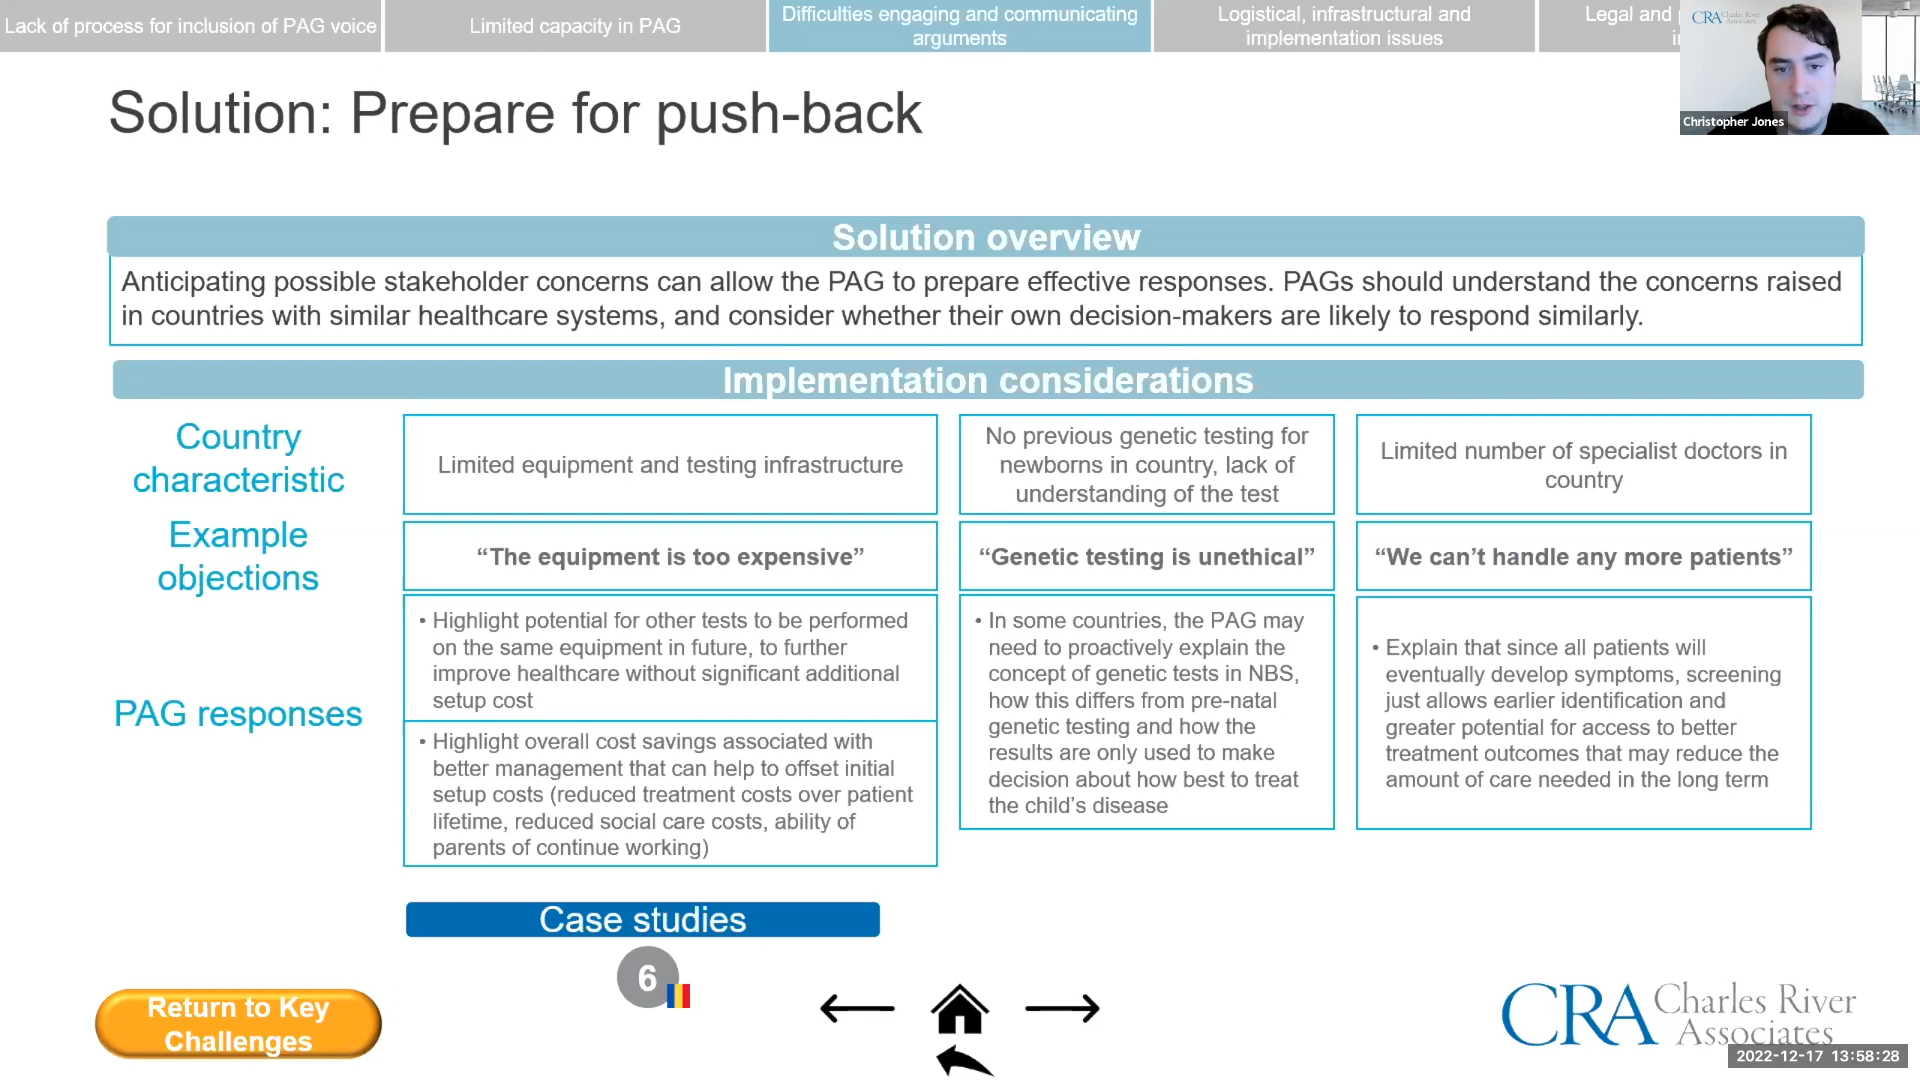 Lack of process for inclusion of PAG voice
Limited capacity in PAG
Difficulties engaging and communicating
arguments
Logistical, infrastructural and
implementation issues
Legal and
CRA Charles River
Associates
Christopher Jones
Solution: Prepare for push-back
Solution overview
Anticipating possible stakeholder concerns can allow the PAG to prepare effective responses. PAGs should understand the concerns raised
in countries with similar healthcare systems, and consider whether their own decision-makers are likely to respond similarly.
Implementation considerations
Country
characteristic
Limited equipment and testing infrastructure
No previous genetic testing for
newborns in country, lack of
understanding of the test
Limited number of specialist doctors in
country
Example
objections
“The equipment is too expensive”
“Genetic testing is unethical”
“We can’t handle any more patients”
PAG responses
• Highlight potential for other tests to be performed
on the same equipment in future, to further
improve healthcare without significant additional
setup cost
• Highlight overall cost savings associated with
better management that can help to offset initial
setup costs (reduced treatment costs over patient
lifetime, reduced social care costs, ability of
parents of continue working)
• In some countries, the PAG may
need to proactively explain the
concept of genetic tests in NBS,
how this differs from pre-natal
genetic testing and how the
results are only used to make
decision about how best to treat
the child’s disease
• Explain that since all patients will
eventually develop symptoms, screening
just allows earlier identification and
greater potential for access to better
treatment outcomes that may reduce the
amount of care needed in the long term
Case studies
6
Return to Key
Challenges
CRA Charles River
Associates
2022-12-17 13:58:28